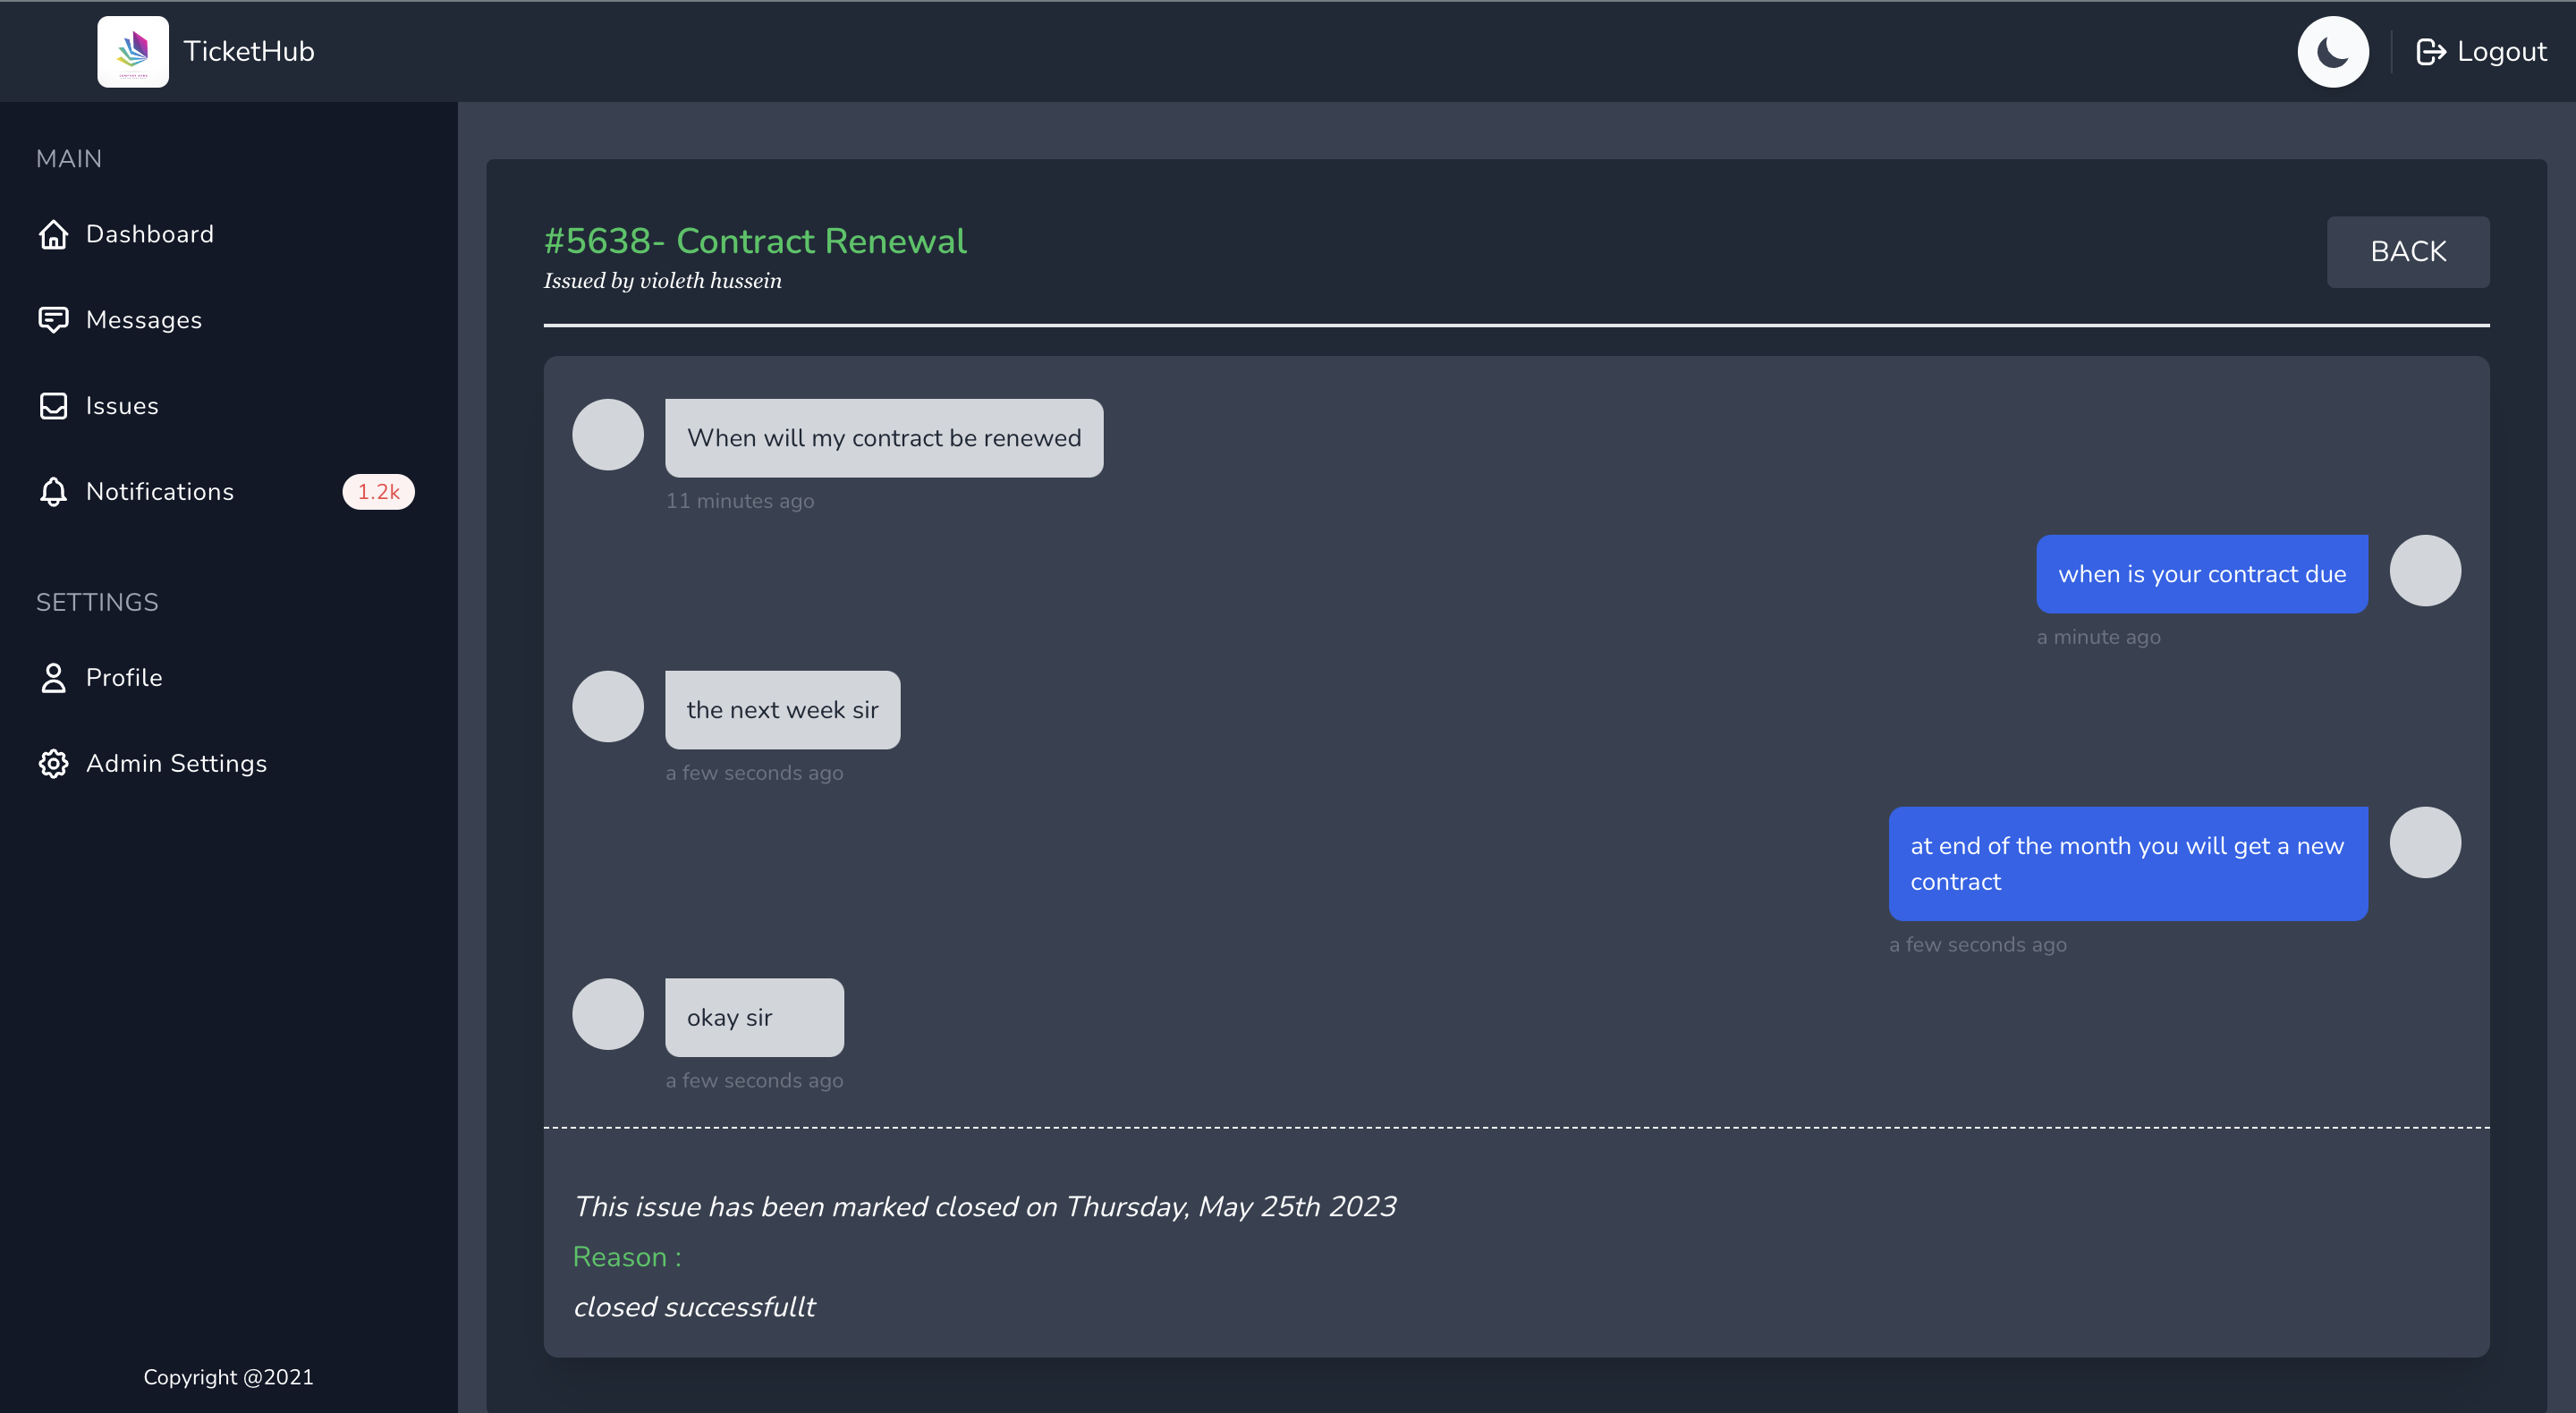 TicketHub
Logout
MAIN
Dashboard
Messages
Issues
Notifications 1.2k
SETTINGS
Profile
Admin Settings
Copyright @2021
#5638- Contract Renewal
Issued by violeth hussein
BACK
When will my contract be renewed
11 minutes ago
when is your contract due
a minute ago
the next week sir
a few seconds ago
at end of the month you will get a new
contract
a few seconds ago
okay sir
a few seconds ago
This issue has been marked closed on Thursday, May 25th 2023
Reason :
closed successfullt